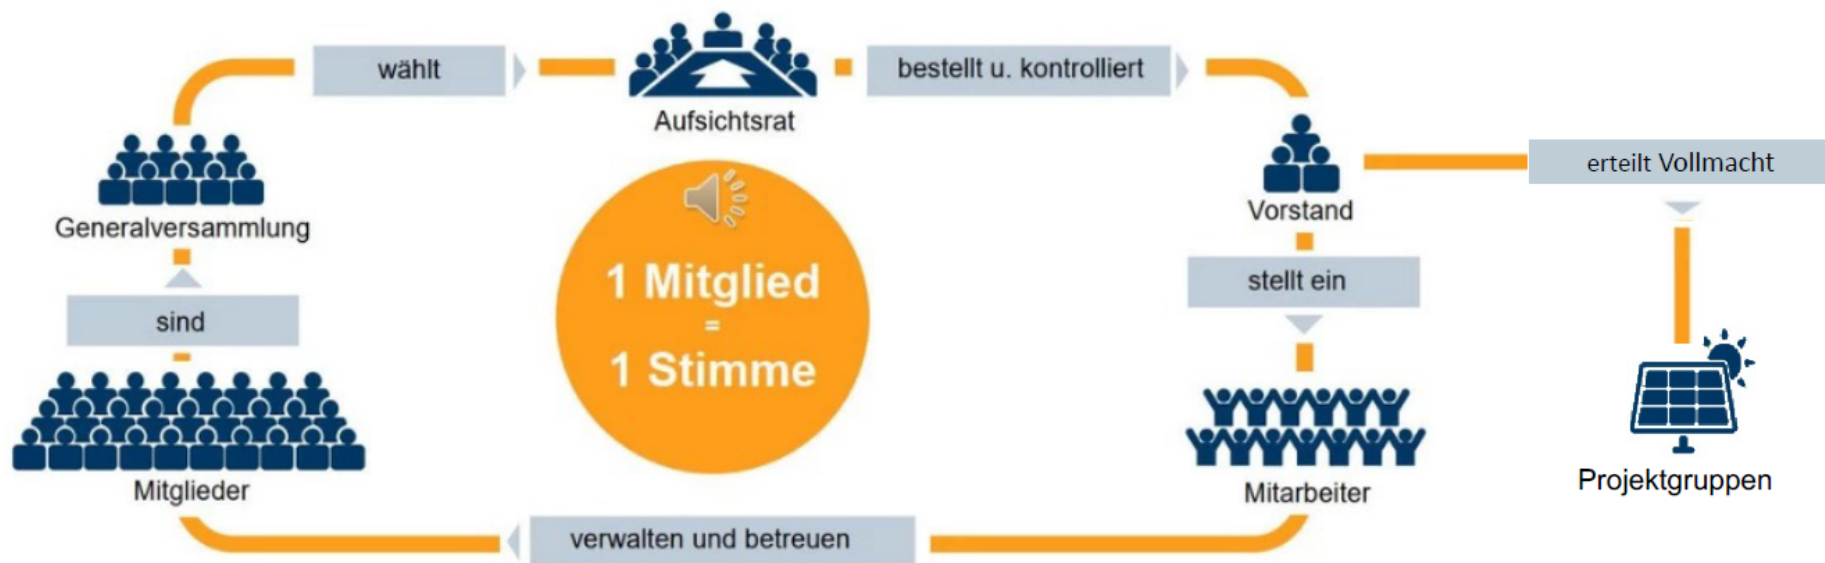 wählt
Aufsichtsrat
bestellt u. kontrolliert
Generalversammlung
Vorstand
erteilt Vollmacht
sind
1 Mitglied
=
1 Stimme
stellt ein
Mitglieder
Mitarbeiter
Projektgruppen
verwalten und betreuen